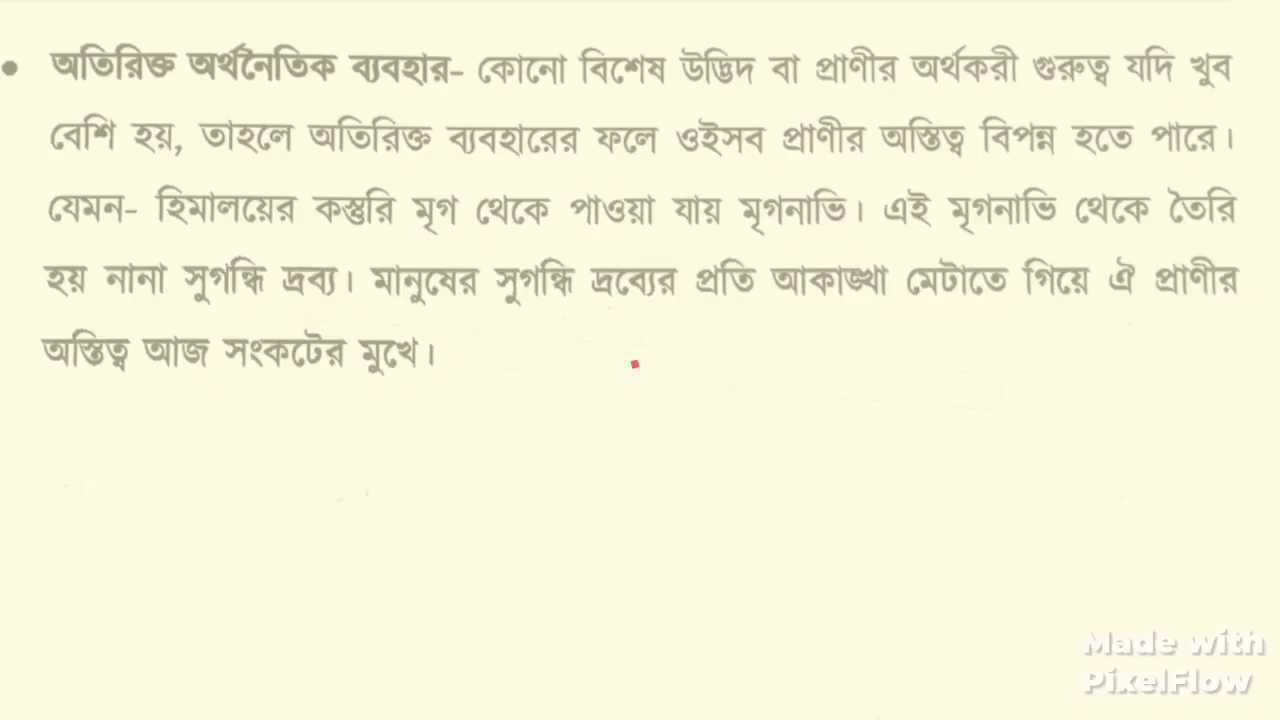 • অতিরিক্ত অর্থনৈতিক ব্যবহার- কোনো বিশেষ উদ্ভিদ বা প্রাণীর অর্থকরী গুরুত্ব যদি খুব
বেশি হয়, তাহলে অতিরিক্ত ব্যবহারের ফলে ওইসব প্রাণীর অস্তিত্ব বিপন্ন হতে পারে।
যেমন- হিমালয়ের কস্তুরি মৃগ থেকে পাওয়া যায় মৃগনাভি। এই মৃগনাভি থেকে তৈরি
হয় নানা সুগন্ধি দ্রব্য। মানুষের সুগন্ধি দ্রব্যের প্রতি আকাঙ্খা মেটাতে গিয়ে ঐ প্রাণীর
অস্তিত্ব আজ সংকটের মুখে।
Made with
PixelFlow